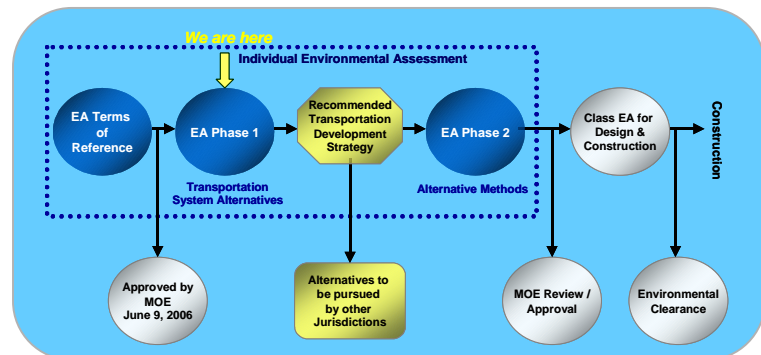 We are here
Individual Environmental Assessment
EA Terms
of
Reference
EA Phase 1
Recommended
Transportation
Development
Strategy
EA Phase 2
Class EA for
Design &
Construction
Construction
Transportation
System Alternatives
Alternative Methods
Approved by
MOE
June 9, 2006
Alternatives to
be pursued
by other
Jurisdictions
MOE Review /
Approval
Environmental
Clearance